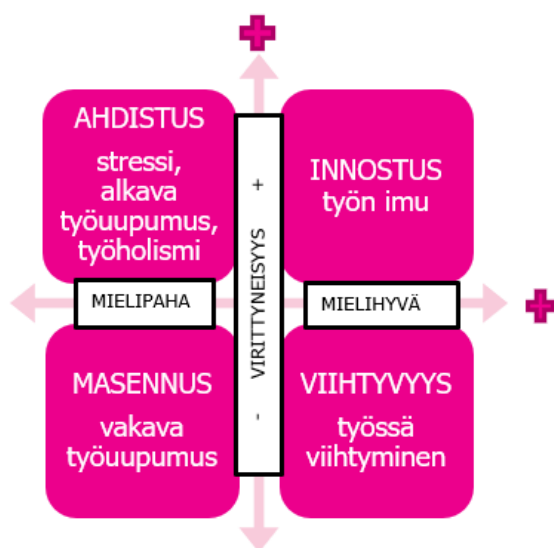 AHDISTUS
stressi,
alkava
työuupumus,
työholismi
INNOSTUS
työn imu
- VIRITTYNEISYYS +
MIELIPAHA
MIELIHYVÄ
MASENNUS
vakava
työuupumus
VIIHTYVYYS
työssä
viihtyminen